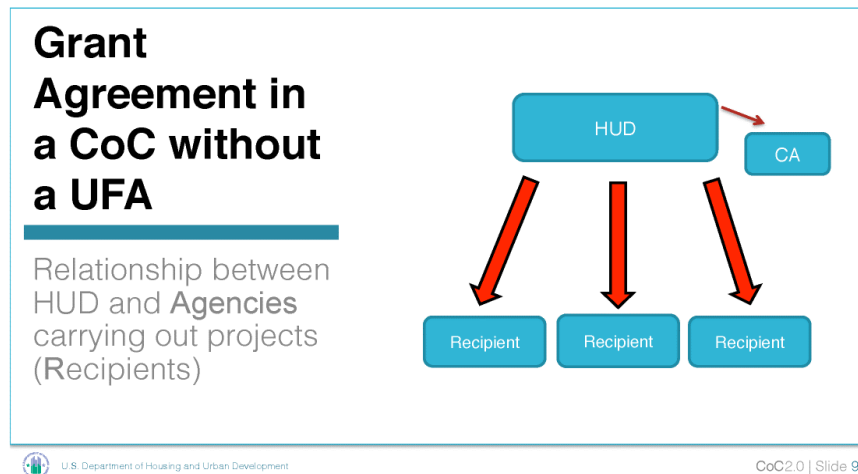 Grant
Agreement in
a CoC without
a UFA
Relationship between
HUD and Agencies
carrying out projects
(Recipients)
HUD
CA
Recipient
Recipient
Recipient
U.S. Department of Housing and Urban Development
CoC2.0 | Slide 9